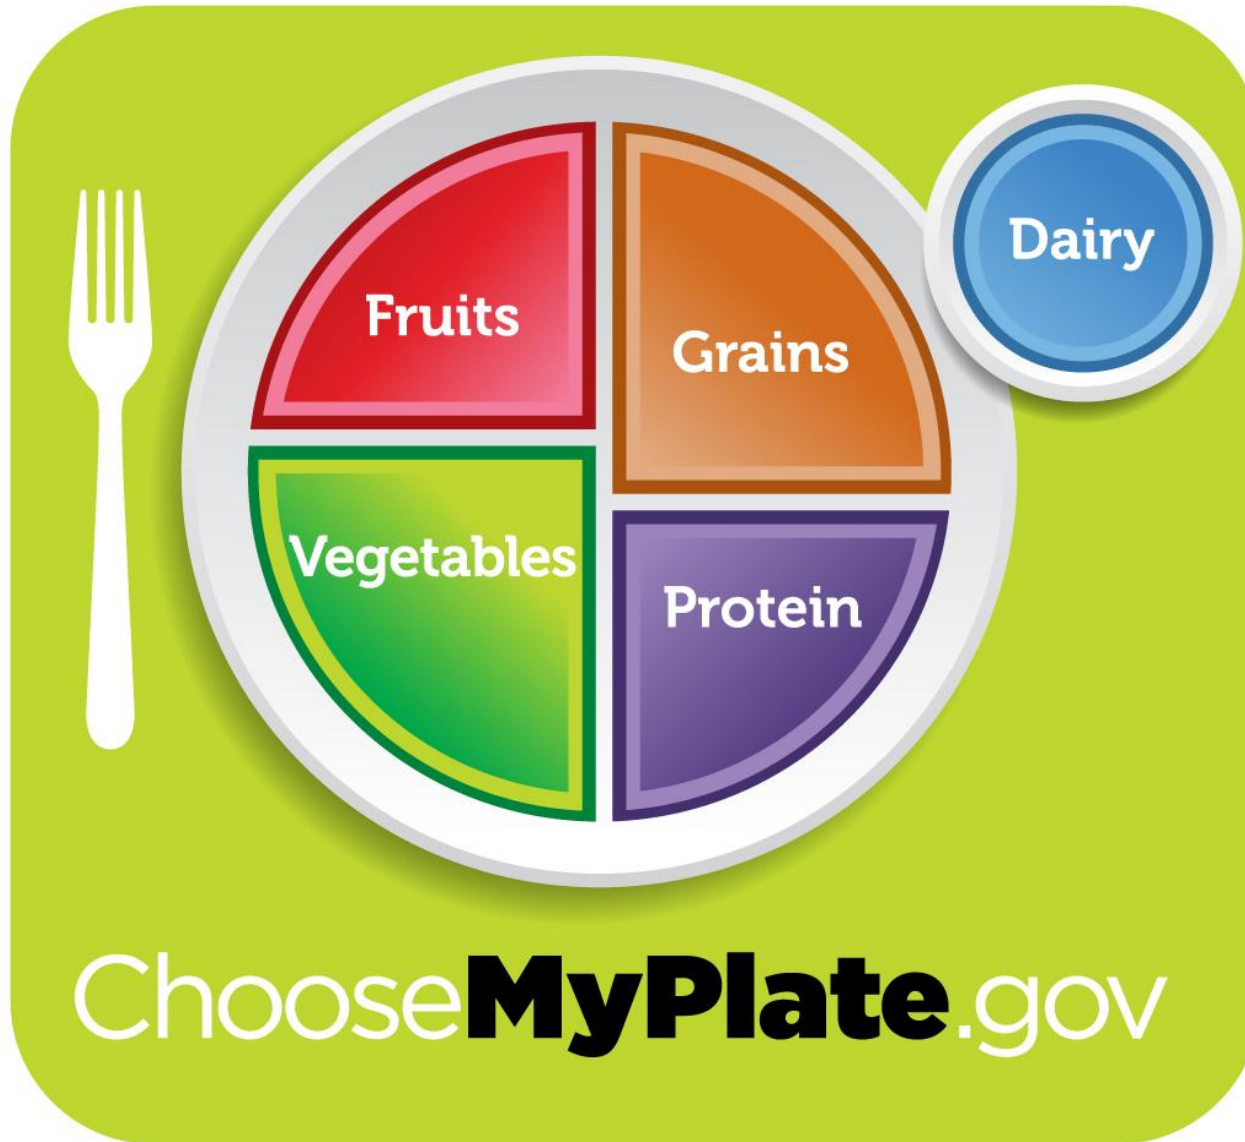 Fruits
Grains
Dairy
Vegetables
Protein
ChooseMyPlate.gov